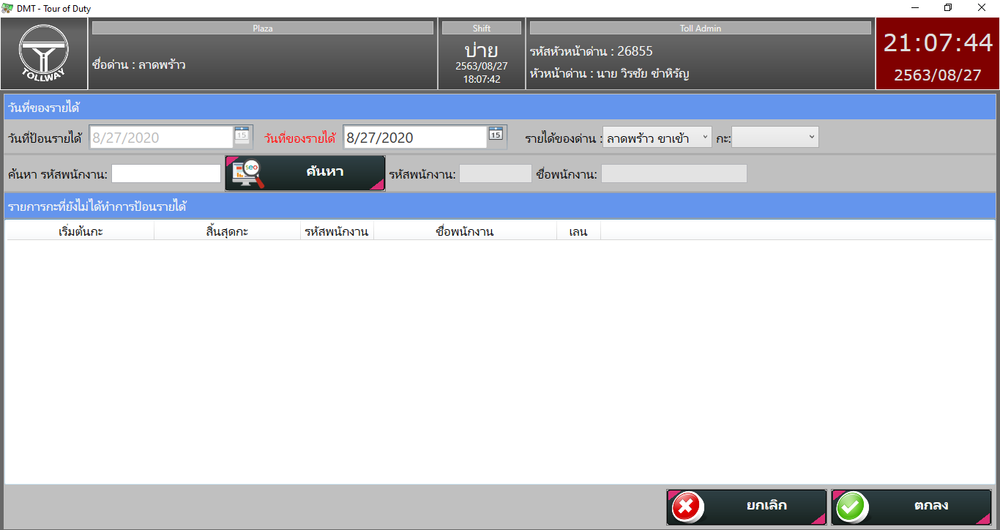 DMT - Tour of Duty
TOLLWAY
Plaza
ชื่อด่าน : ลาดพร้าว
Shift
บ่าย
2563/08/27
18:07:42
Toll Admin
รหัสหัวหน้าด่าน : 26855
หัวหน้าด่าน : นาย วิรชัย ขำหิรัญ
21:07:44
2563/08/27
วันที่ของรายได้
วันที่ป้อนรายได้ 8/27/2020 15 วันที่ของรายได้ 8/27/2020 15 รายได้ของด่าน : ลาดพร้าว ขาเข้า กะ:
ค้นหา รหัสพนักงาน: seo ค้นหา รหัสพนักงาน: ชื่อพนักงาน:
รายการกะที่ยังไม่ได้ทำการป้อนรายได้
เริ่มต้นกะ สิ้นสุดกะ รหัสพนักงาน ชื่อพนักงาน เลน
ยกเลิก ตกลง